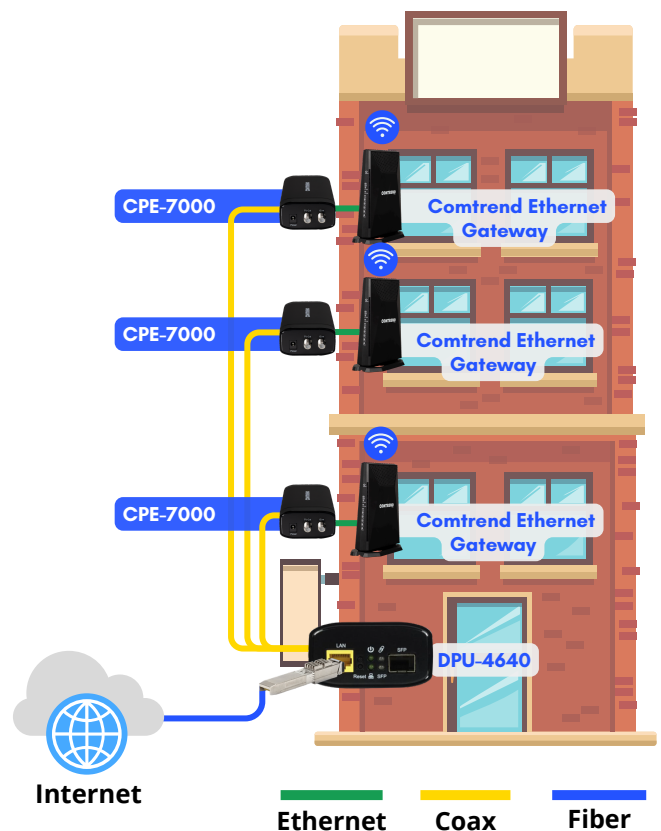 CPE-7000
Comtrend Ethernet
Gateway
CPE-7000
Comtrend Ethernet
Gateway
CPE-7000
Comtrend Ethernet
Gateway
LAN
SFP
Reset
SFP
DPU-4640
Internet
Ethernet
Coax
Fiber